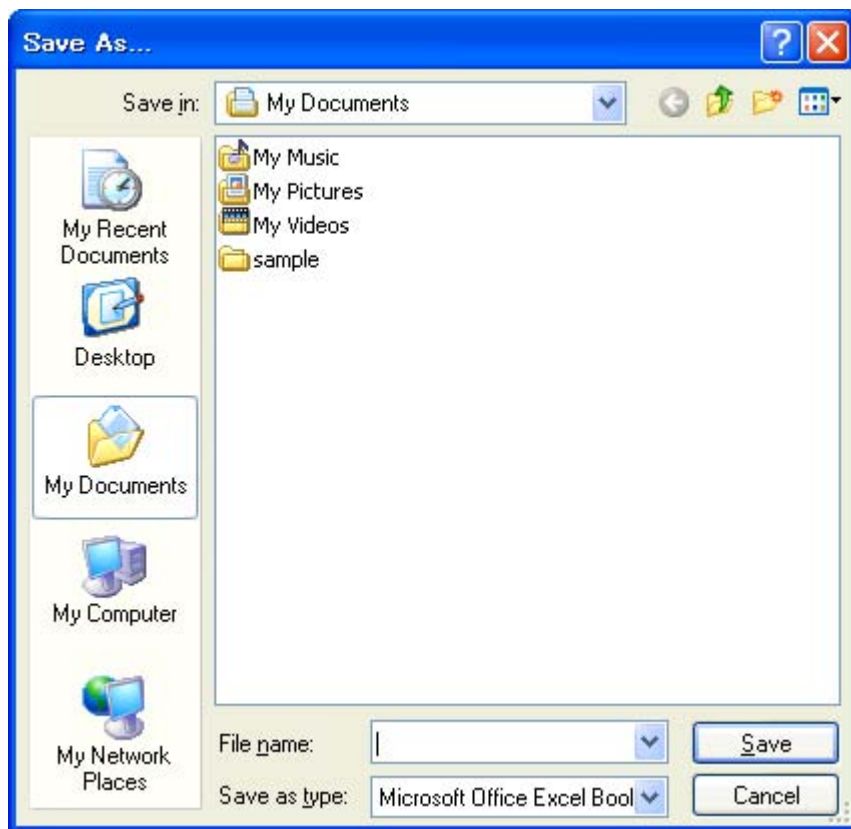 Save As...
Save in:
My Documents
My Recent
Documents
Desktop
My Documents
My Computer
My Network
Places
My Music
My Pictures
My Videos
sample
File name:
Save
Save as type:
Microsoft Office Excel Bool
Cancel